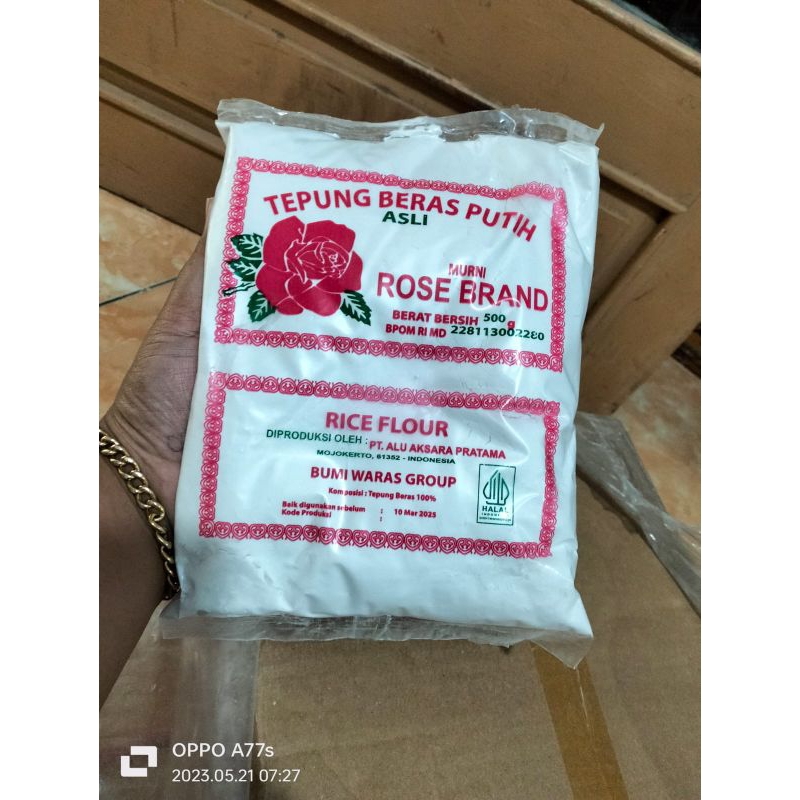 TEPUNG BERAS PUTIH
ASLI
MURNI
ROSE BRAND
BERAT BERSIH 500 g
BPOM RI MD 228113002280
RICE FLOUR
DIPRODUKSI OLEH : PT. ALU AKSARA PRATAMA
MOJOKERTO, 61352 - INDONESIA
BUMI WARAS GROUP
Komposisi : Tepung Beras 100%
Baik digunakan sebelum : 10 Mar 2025
Kode Produksi :
HALAL
INDONESIA
OPPO A77s
2023.05.21 07:27